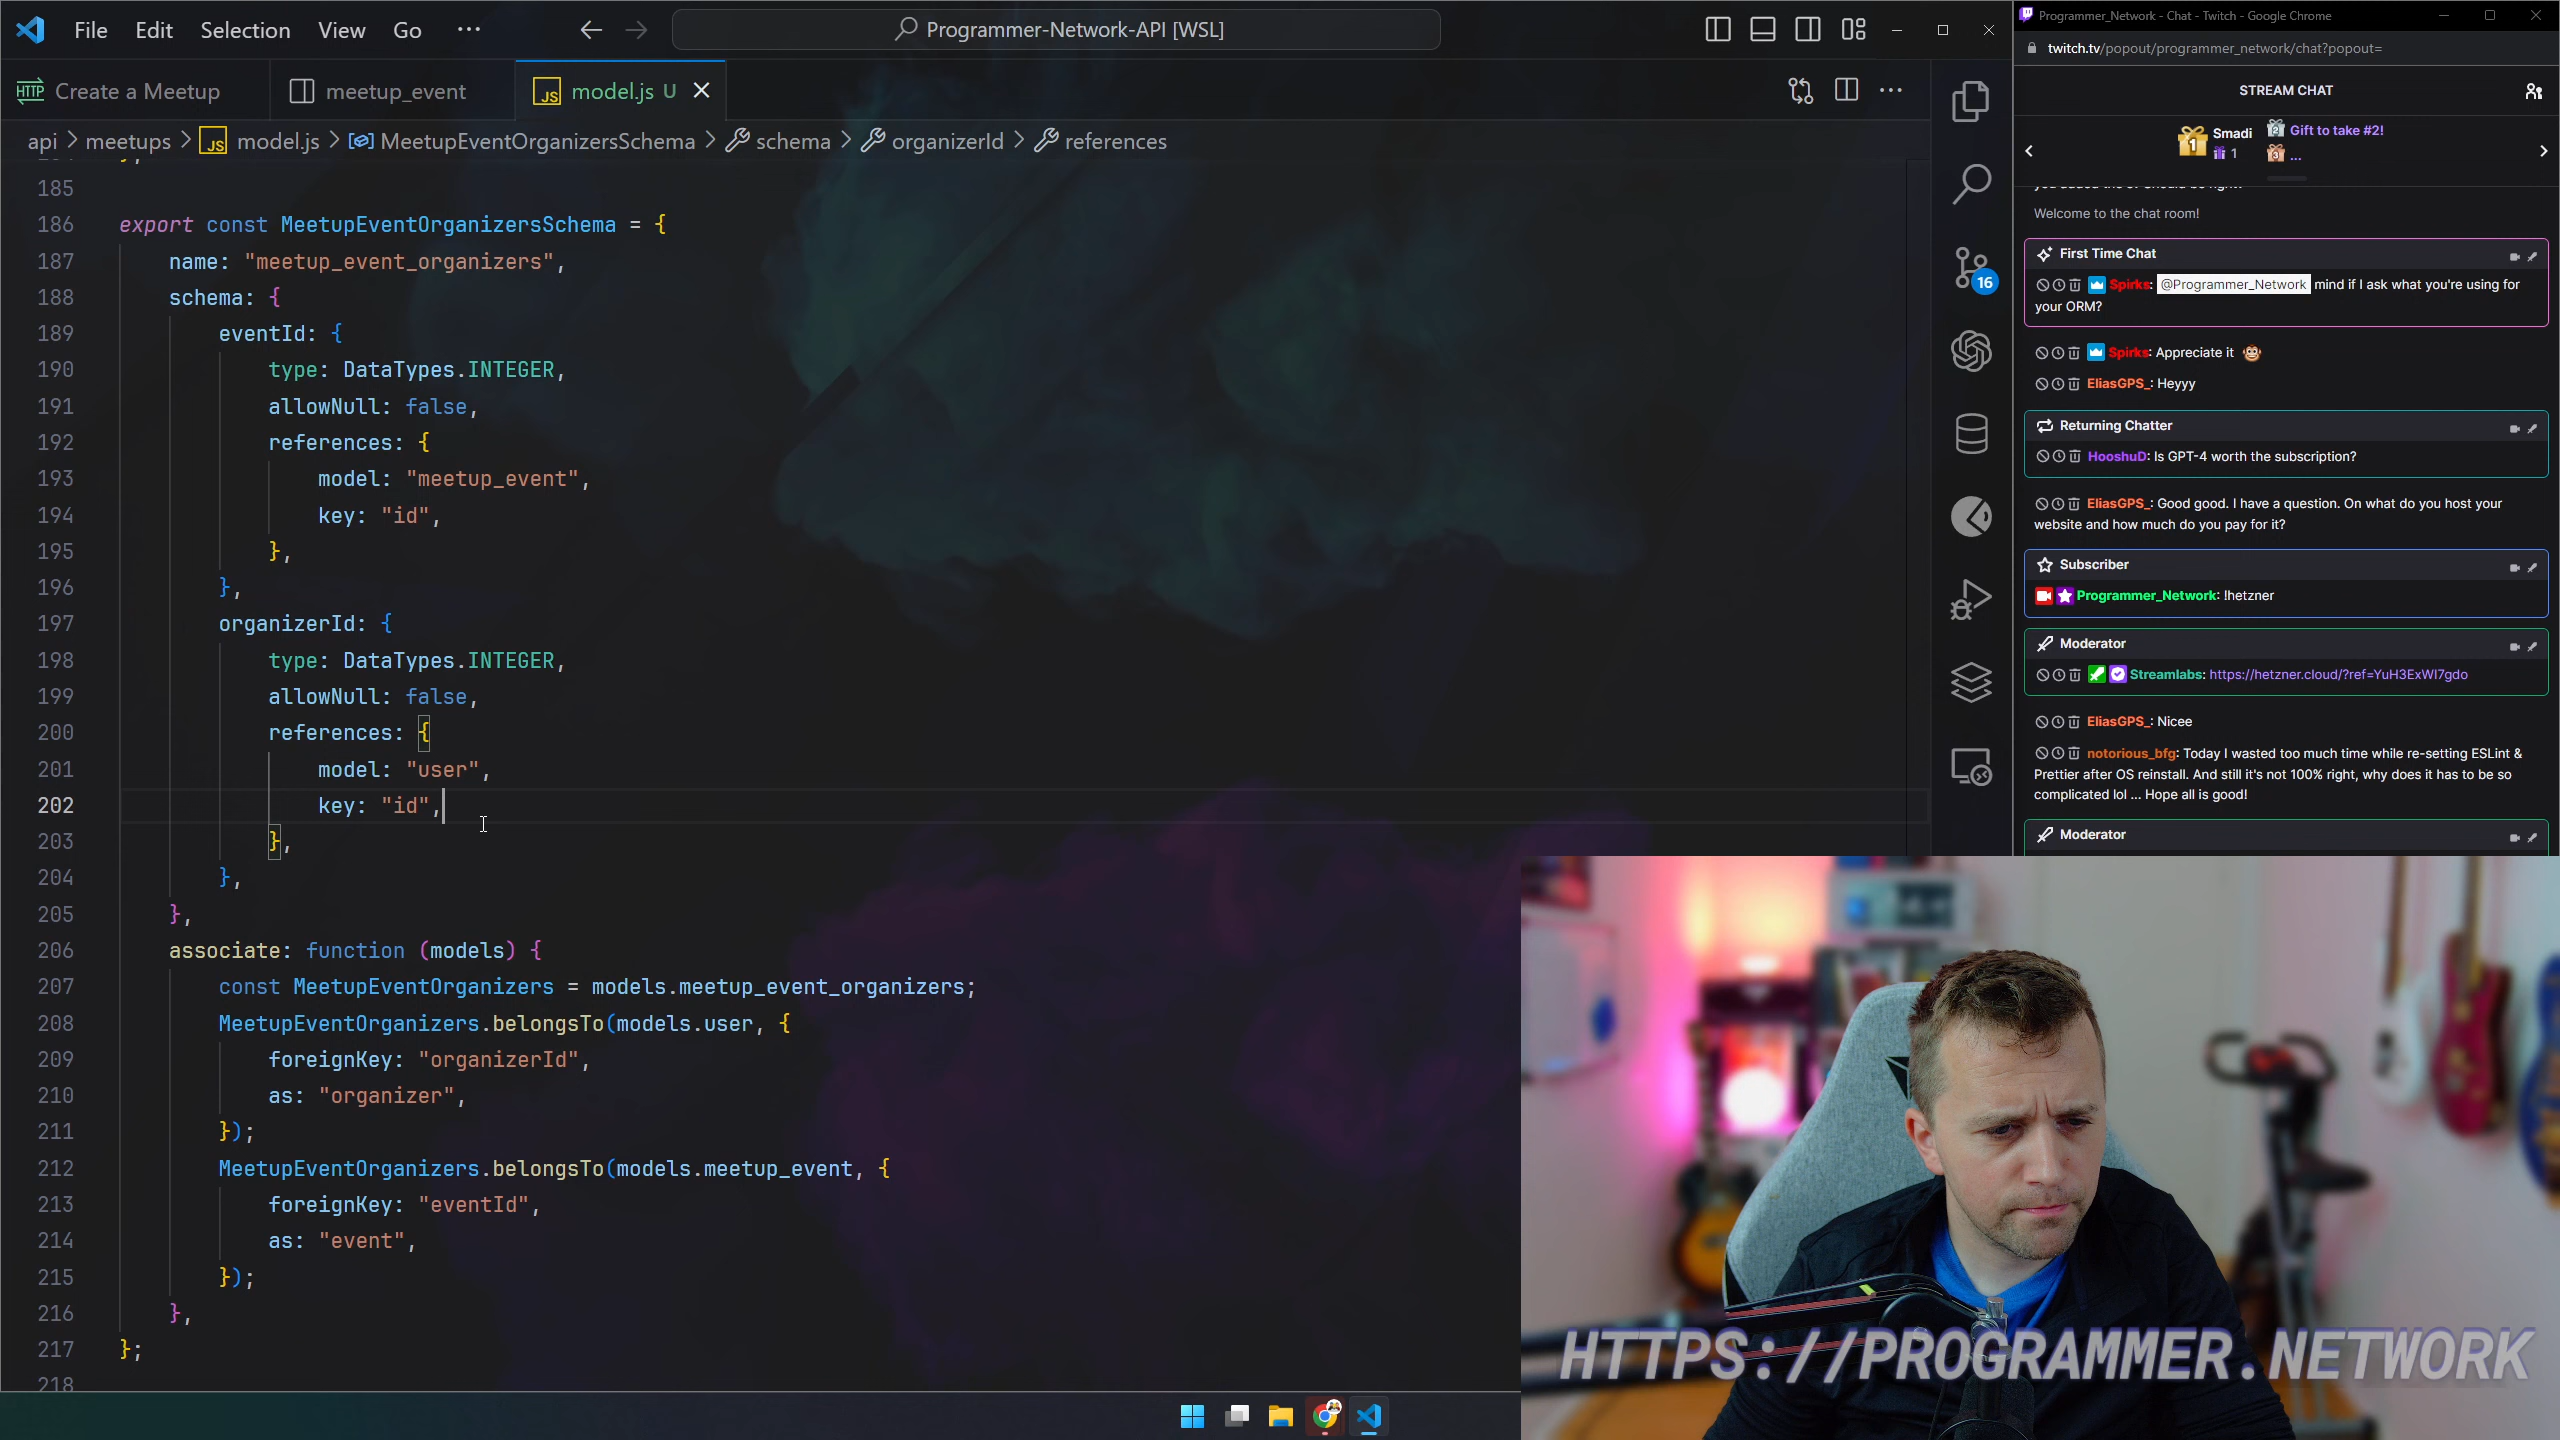 File Edit Selection View Go ··· Programmer-Network-API [WSL]
HTTP Create a Meetup meetup_event JS model.js U
api > meetups > JS model.js > MeetupEventOrganizersSchema > schema > organizerId > references
185
186 export const MeetupEventOrganizersSchema = {
187 name: "meetup_event_organizers",
188 schema: {
189 eventId: {
190 type: DataTypes.INTEGER,
191 allowNull: false,
192 references: {
193 model: "meetup_event",
194 key: "id",
195 },
196 },
197 organizerId: {
198 type: DataTypes.INTEGER,
199 allowNull: false,
200 references: {
201 model: "user",
202 key: "id",
203 },
204 },
205 },
206 associate: function (models) {
207 const MeetupEventOrganizers = models.meetup_event_organizers;
208 MeetupEventOrganizers.belongsTo(models.user, {
209 foreignKey: "organizerId",
210 as: "organizer",
211 });
212 MeetupEventOrganizers.belongsTo(models.meetup_event, {
213 foreignKey: "eventId",
214 as: "event",
215 });
216 },
217 };
218
16
Programmer_Network - Chat - Twitch - Google Chrome
twitch.tv/popout/programmer_network/chat?popout=
STREAM CHAT
1 Smadi 1
2 Gift to take #2!
3 ...
Welcome to the chat room!
First Time Chat
Spirks: @Programmer_Network mind if I ask what you're using for
your ORM?
Spirks: Appreciate it
EliasGPS_: Heyyy
Returning Chatter
HooshuD: Is GPT-4 worth the subscription?
EliasGPS_: Good good. I have a question. On what do you host your
website and how much do you pay for it?
Subscriber
Programmer_Network: !hetzner
Moderator
Streamlabs: https://hetzner.cloud/?ref=YuH3ExWI7gdo
EliasGPS_: Nicee
notorious_bfg: Today I wasted too much time while re-setting ESLint &
Prettier after OS reinstall. And still it's not 100% right, why does it has to be so
complicated lol ... Hope all is good!
Moderator
HTTPS://PROGRAMMER.NETWORK